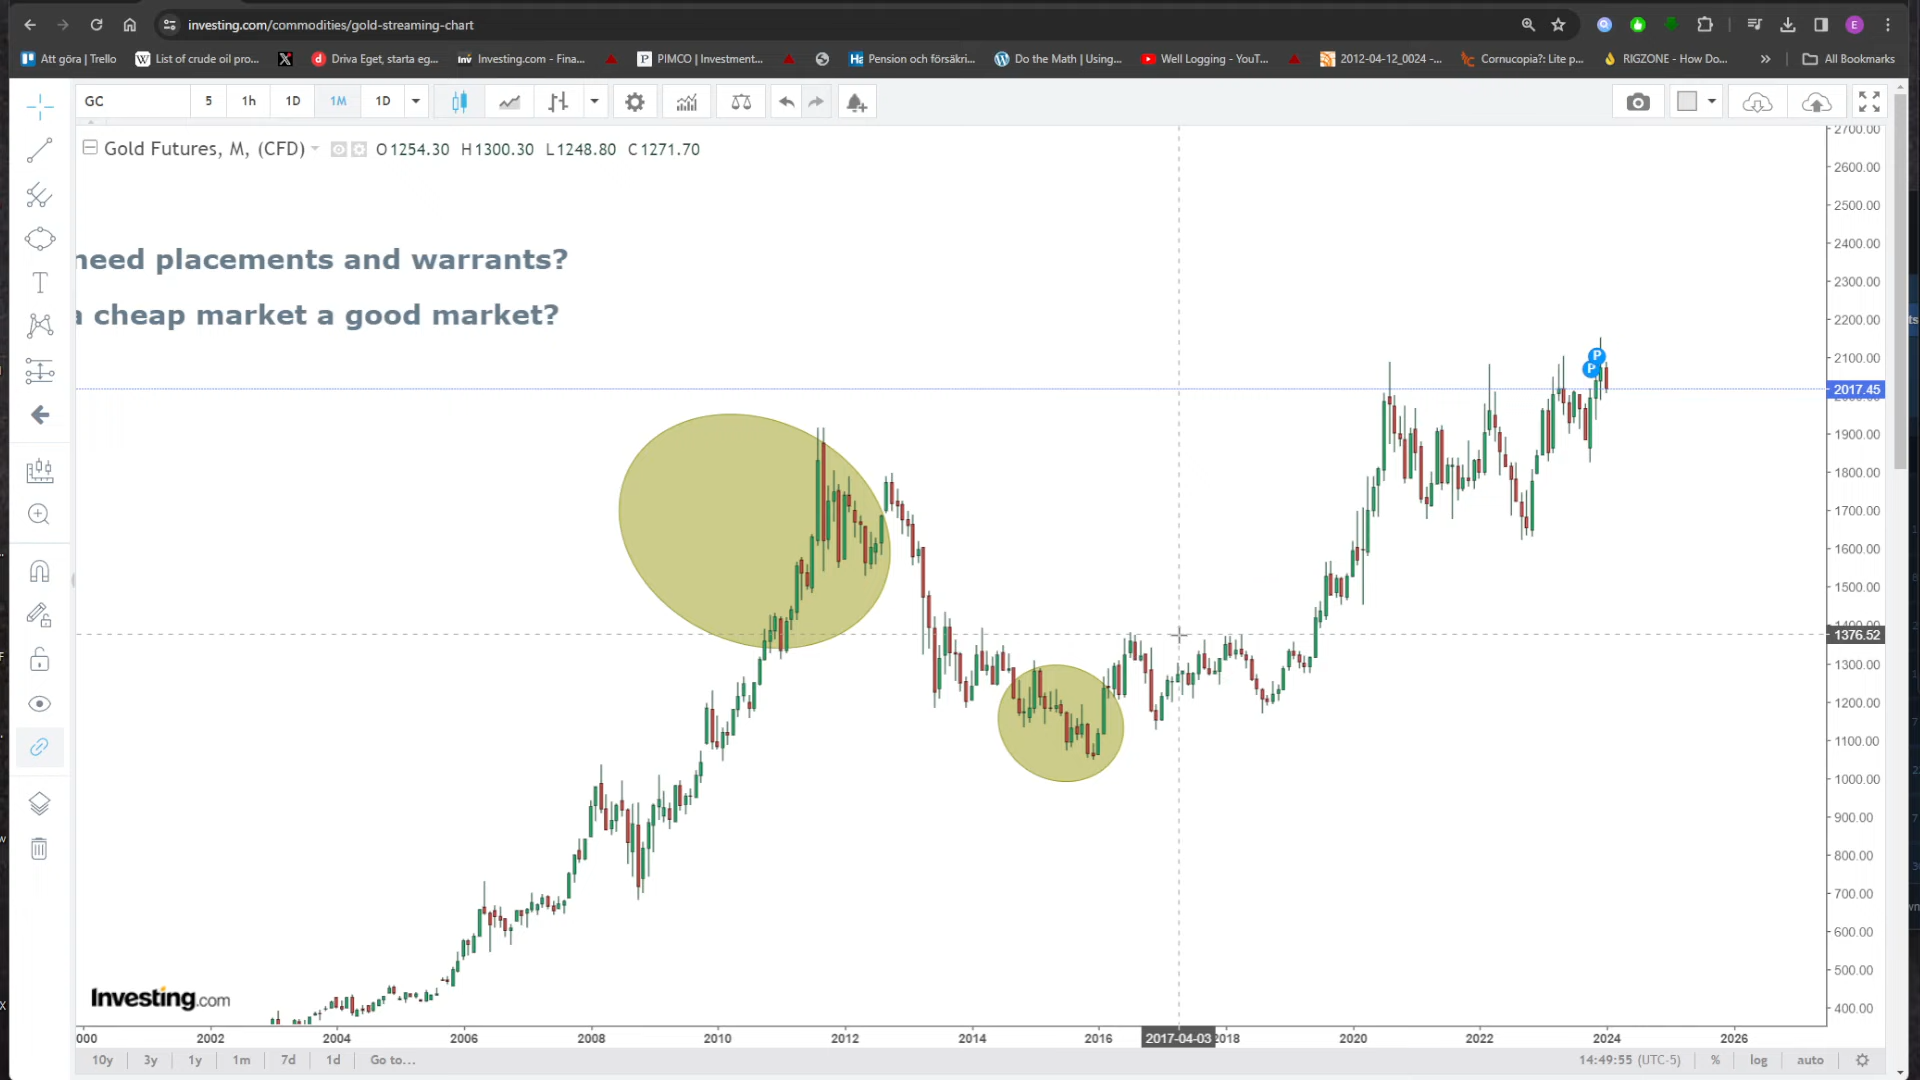 investing.com/commodities/gold-streaming-chart
E
Att göra | Trello
List of crude oil pro...
Driva Eget, starta eg...
Investing.com - Fina...
PIMCO | Investment...
Pension och försäkri...
Do the Math | Using...
Well Logging - YouT...
2012-04-12_0024 -...
Cornucopia?: Lite p...
RIGZONE - How Do...
All Bookmarks
GC
5
1h
1D
1M
1D
Gold Futures, M, (CFD)
O1254.30 H1300.30 L1248.80 C1271.70
need placements and warrants?
a cheap market a good market?
P
P
2700.00
2600.00
2500.00
2400.00
2300.00
2200.00
2100.00
2017.45
1900.00
1800.00
1700.00
1600.00
1500.00
1376.52
1300.00
1200.00
1100.00
1000.00
900.00
800.00
700.00
600.00
500.00
400.00
Investing.com
000
2002
2004
2006
2008
2010
2012
2014
2016
2017-04-03
2018
2020
2022
2024
2026
10y
3y
1y
1m
7d
1d
Go to...
14:49:55 (UTC-5)
%
log
auto